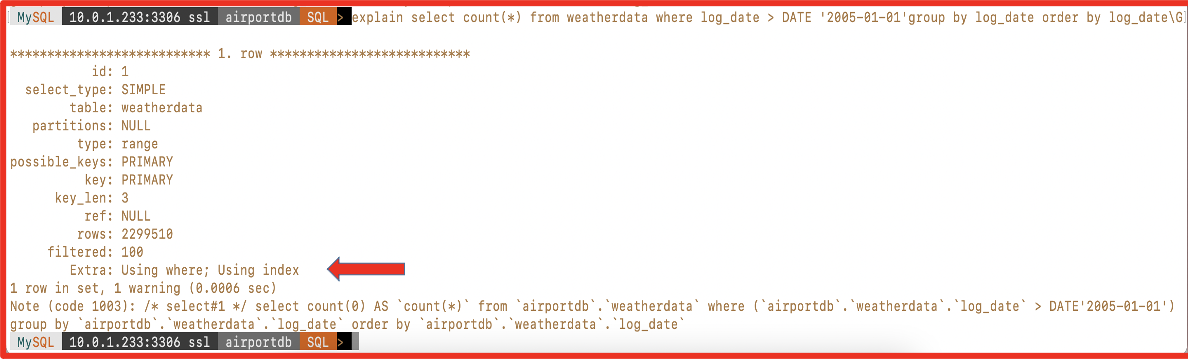 MySQL 10.0.1.233:3306 ssl airportdb SQL > explain select count(*) from weatherdata where log_date > DATE '2005-01-01'group by log_date order by log_date\G
*************************** 1. row ***************************
id: 1
select_type: SIMPLE
table: weatherdata
partitions: NULL
type: range
possible_keys: PRIMARY
key: PRIMARY
key_len: 3
ref: NULL
rows: 2299510
filtered: 100
Extra: Using where; Using index
1 row in set, 1 warning (0.0006 sec)
Note (code 1003): /* select#1 */ select count(0) AS `count(*)` from `airportdb`.`weatherdata` where (`airportdb`.`weatherdata`.`log_date` > DATE'2005-01-01')
group by `airportdb`.`weatherdata`.`log_date` order by `airportdb`.`weatherdata`.`log_date`
MySQL 10.0.1.233:3306 ssl airportdb SQL >